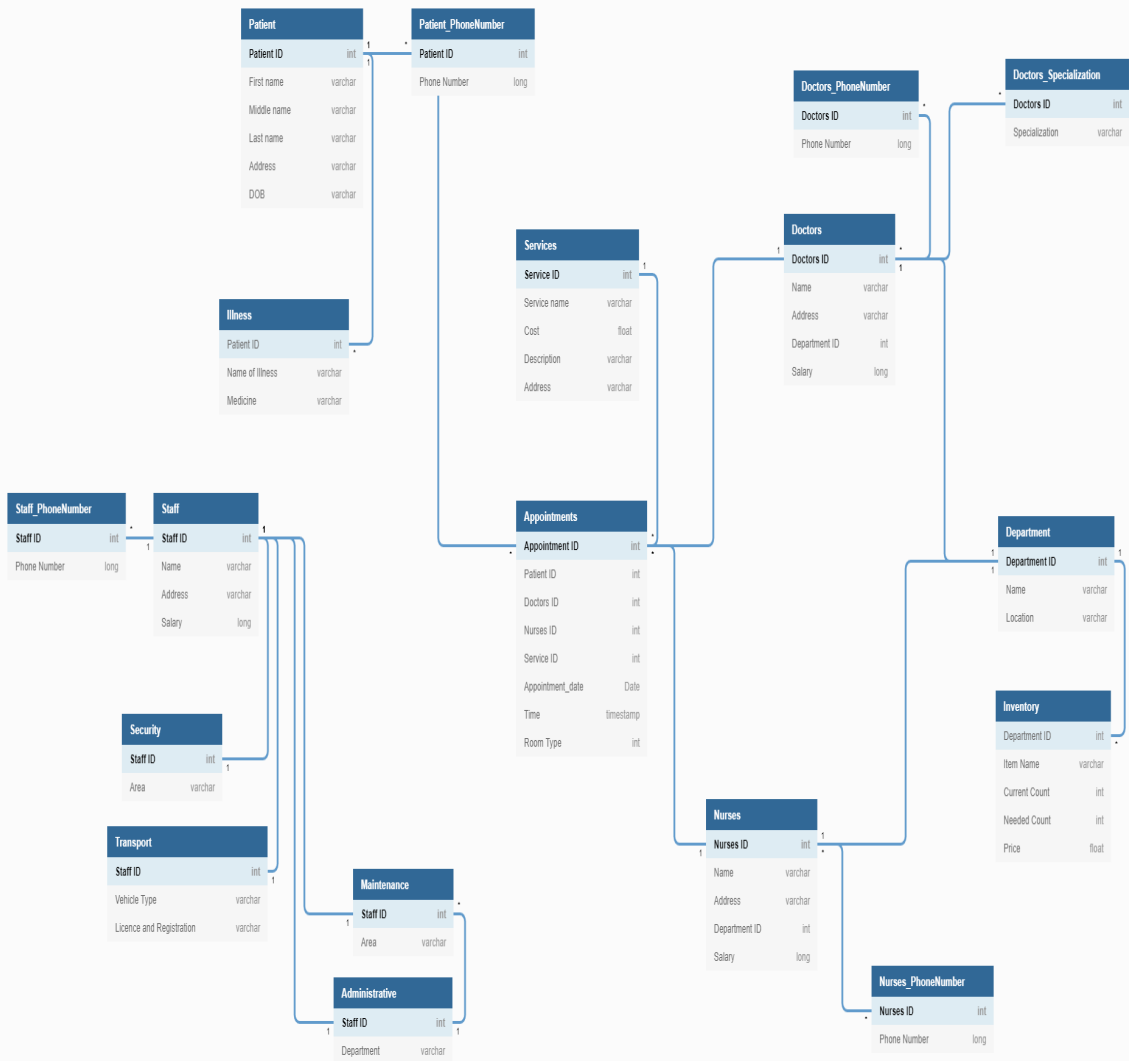 Patient
Patient ID int
First name varchar
Middle name varchar
Last name varchar
Address varchar
DOB varchar
Patient_PhoneNumber
Patient ID int
Phone Number long
Doctors_PhoneNumber
Doctors ID int
Phone Number long
Doctors_Specialization
Doctors ID int
Specialization varchar
Services
Service ID int
Service name varchar
Cost float
Description varchar
Address varchar
Doctors
Doctors ID int
Name varchar
Address varchar
Department ID int
Salary long
Illness
Patient ID int
Name of Illness varchar
Medicine varchar
Staff_PhoneNumber
Staff ID int
Phone Number long
Staff
Staff ID int
Name varchar
Address varchar
Salary long
Appointments
Appointment ID int
Patient ID int
Doctors ID int
Nurses ID int
Service ID int
Appointment_date Date
Time timestamp
Room Type int
Department
Department ID int
Name varchar
Location varchar
Inventory
Department ID int
Item Name varchar
Current Count int
Needed Count int
Price float
Security
Staff ID int
Area varchar
Transport
Staff ID int
Vehicle Type varchar
Licence and Registration varchar
Maintenance
Staff ID int
Area varchar
Administrative
Staff ID int
Department varchar
Nurses
Nurses ID int
Name varchar
Address varchar
Department ID int
Salary long
Nurses_PhoneNumber
Nurses ID int
Phone Number long